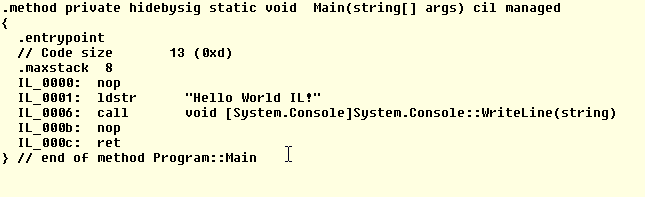 .method private hidebysig static void  Main(string[] args) cil managed
{
  .entrypoint
  // Code size       13 (0xd)
  .maxstack  8
  IL_0000:  nop
  IL_0001:  ldstr      "Hello World IL!"
  IL_0006:  call       void [System.Console]System.Console::WriteLine(string)
  IL_000b:  nop
  IL_000c:  ret
} // end of method Program::Main